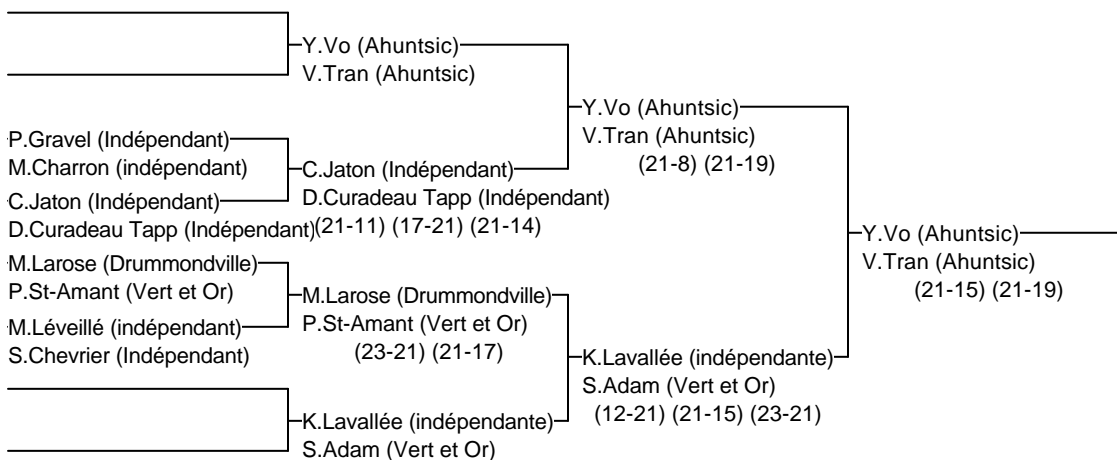 Y.Vo (Ahuntsic)
V.Tran (Ahuntsic)
Y.Vo (Ahuntsic)
V.Tran (Ahuntsic)
(21-8) (21-19)
P.Gravel (Indépendant)
M.Charron (indépendant)
C.Jaton (Indépendant)
D.Curadeau Tapp (Indépendant)
C.Jaton (Indépendant)
D.Curadeau Tapp (Indépendant)
(21-11) (17-21) (21-14)
Y.Vo (Ahuntsic)
V.Tran (Ahuntsic)
(21-15) (21-19)
M.Larose (Drummondville)
P.St-Amant (Vert et Or)
M.Larose (Drummondville)
P.St-Amant (Vert et Or)
(23-21) (21-17)
M.Léveillé (indépendant)
S.Chevrier (Indépendant)
K.Lavallée (indépendante)
S.Adam (Vert et Or)
(12-21) (21-15) (23-21)
K.Lavallée (indépendante)
S.Adam (Vert et Or)